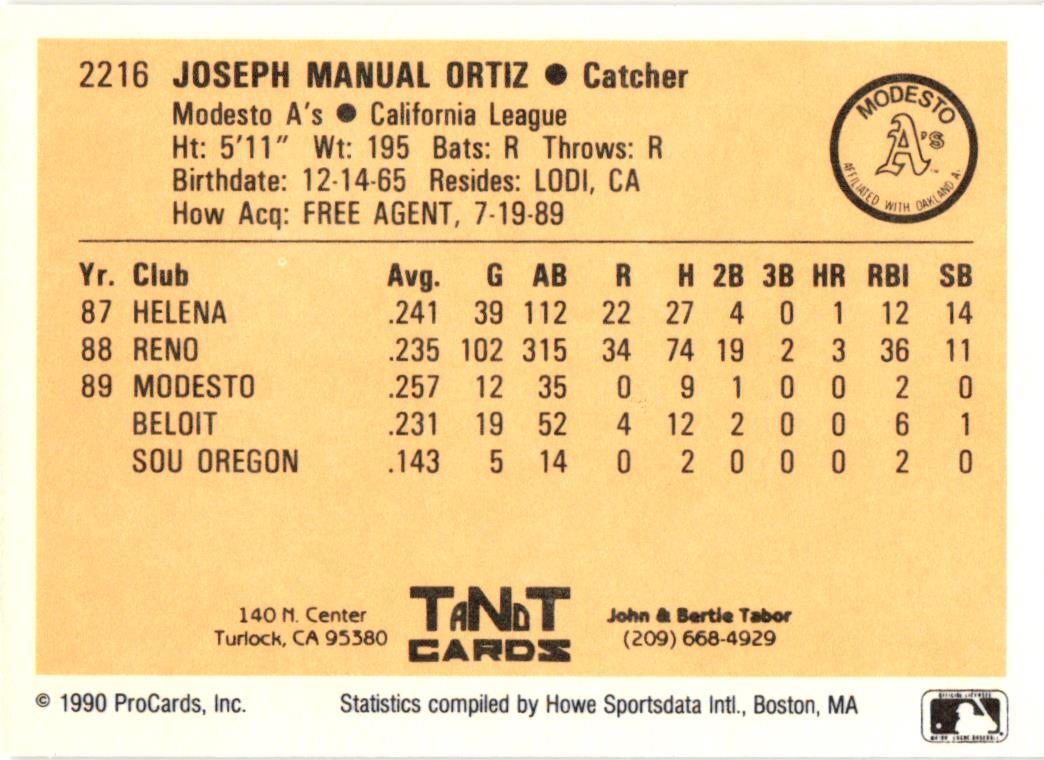 2216 JOSEPH MANUAL ORTIZ ● Catcher
Modesto A's ● California League
Ht: 5'11" Wt: 195 Bats: R Throws: R
Birthdate: 12-14-65 Resides: LODI, CA
How Acq: FREE AGENT, 7-19-89
MODESTO
A's
AFFILIATED WITH OAKLAND A.
Yr. Club Avg. G AB R H 2B 3B HR RBI SB
87 HELENA .241 39 112 22 27 4 0 1 12 14
88 RENO .235 102 315 34 74 19 2 3 36 11
89 MODESTO .257 12 35 0 9 1 0 0 2 0
BELOIT .231 19 52 4 12 2 0 0 6 1
SOU OREGON .143 5 14 0 2 0 0 0 2 0
140 N. Center
Turlock, CA 95380
TANDT
CARDS
John & Bertie Tabor
(209) 668-4929
© 1990 ProCards, Inc. Statistics compiled by Howe Sportsdata Intl., Boston, MA
OFFICIAL LICENSEE
MAJOR LEAGUE BASEBALL